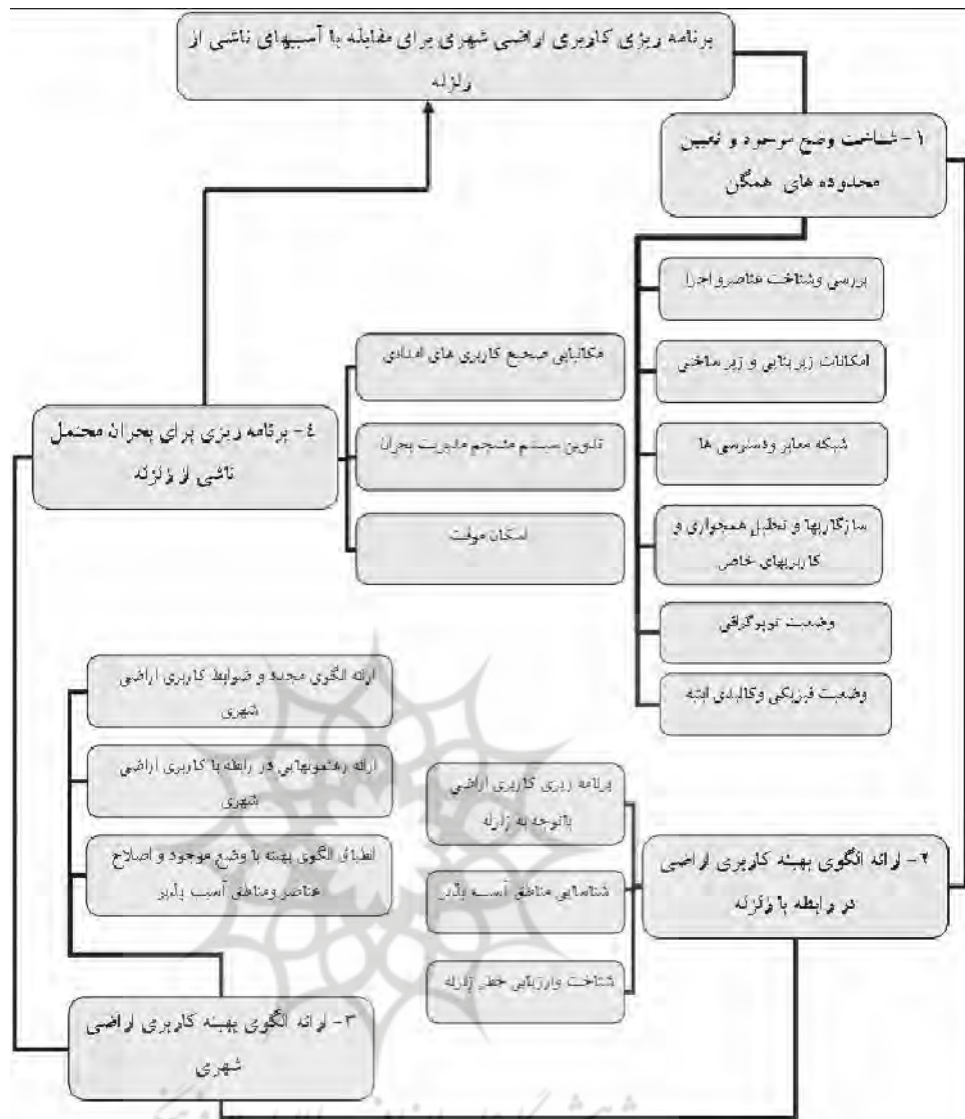 برنامه ریزی کاربری اراضی شهری برای مقابله با آسیبهای ناشی از
زلزله
۱- شناخت وضع موجود و تعیین
محدوده های همگن
بررسی وشناخت عناصرو اجزا
امکانات زیر بنایی و زیر ساختی
شبکه معابر ودسترسی ها
سازگاریها و تحلیل همجواری و
کاربریهای خاص
وضعیت توپوگرافی
وضعیت فیزیکی وکالبدی ابنیه
۲- ارائه الگوی بهینه کاربری اراضی
در رابطه با زلزله
برنامه ریزی کاربری اراضی
باتوجه به زلزله
شناسایی مناطق آسیب پذیر
شناخت وارزیابی خطر زلزله
۳- ارائه الگوی بهینه کاربری اراضی
شهری
ارائه الگوی مجدد و ضوابط کاربری اراضی
شهری
ارائه رهنمونهایی در رابطه با کاربری اراضی
شهری
انطباق الگوی بهینه با وضع موجود و اصلاح
عناصر ومناطق آسیب پذیر
٤- برنامه ریزی برای بحران محتمل
ناشی از زلزله
مکانیابی صحیح کاربری های امدادی
تدوین سیستم منسجم مدیریت بحران
اسکان موقت